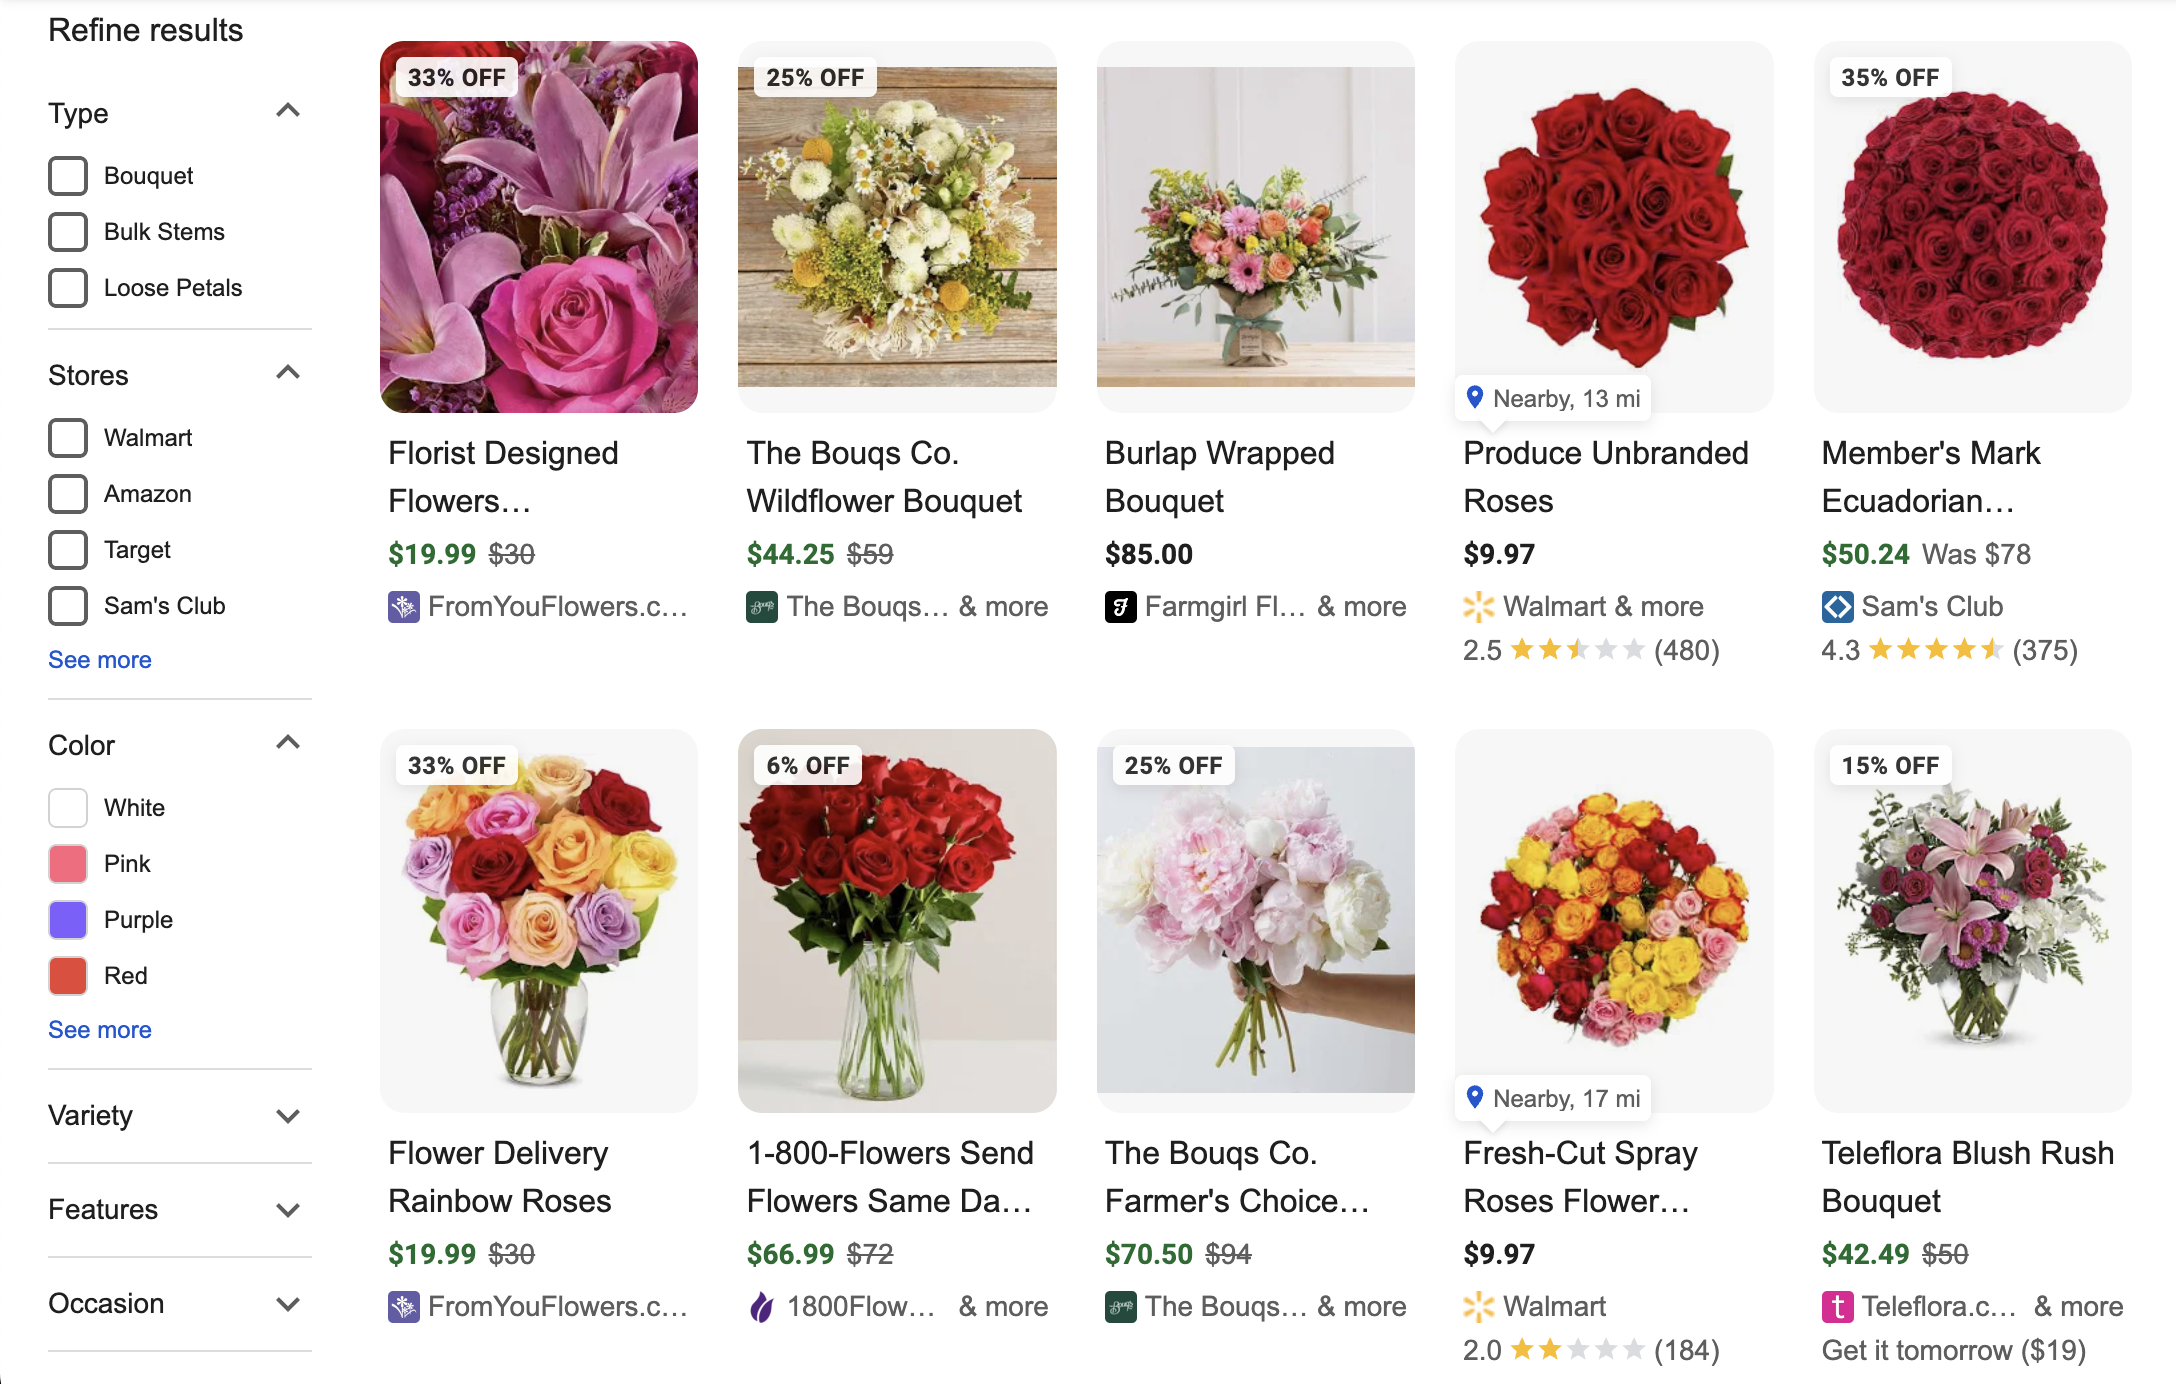 Refine results
Type
Bouquet
Bulk Stems
Loose Petals
Stores
Walmart
Amazon
Target
Sam's Club
See more
Color
White
Pink
Purple
Red
See more
Variety
Features
Occasion
33% OFF
Florist Designed
Flowers…
$19.99 $30
FromYouFlowers.c...
25% OFF
The Bouqs Co.
Wildflower Bouquet
$44.25 $59
The Bouqs... & more
Burlap Wrapped
Bouquet
$85.00
Farmgirl Fl... & more
Nearby, 13 mi
Produce Unbranded
Roses
$9.97
Walmart & more
2.5 (480)
35% OFF
Member's Mark
Ecuadorian…
$50.24 Was $78
Sam's Club
4.3 (375)
33% OFF
Flower Delivery
Rainbow Roses
$19.99 $30
FromYouFlowers.c...
6% OFF
1-800-Flowers Send
Flowers Same Da…
$66.99 $72
1800Flow... & more
25% OFF
The Bouqs Co.
Farmer's Choice…
$70.50 $94
The Bouqs... & more
Nearby, 17 mi
Fresh-Cut Spray
Roses Flower…
$9.97
Walmart
2.0 (184)
15% OFF
Teleflora Blush Rush
Bouquet
$42.49 $50
Teleflora.c... & more
Get it tomorrow ($19)